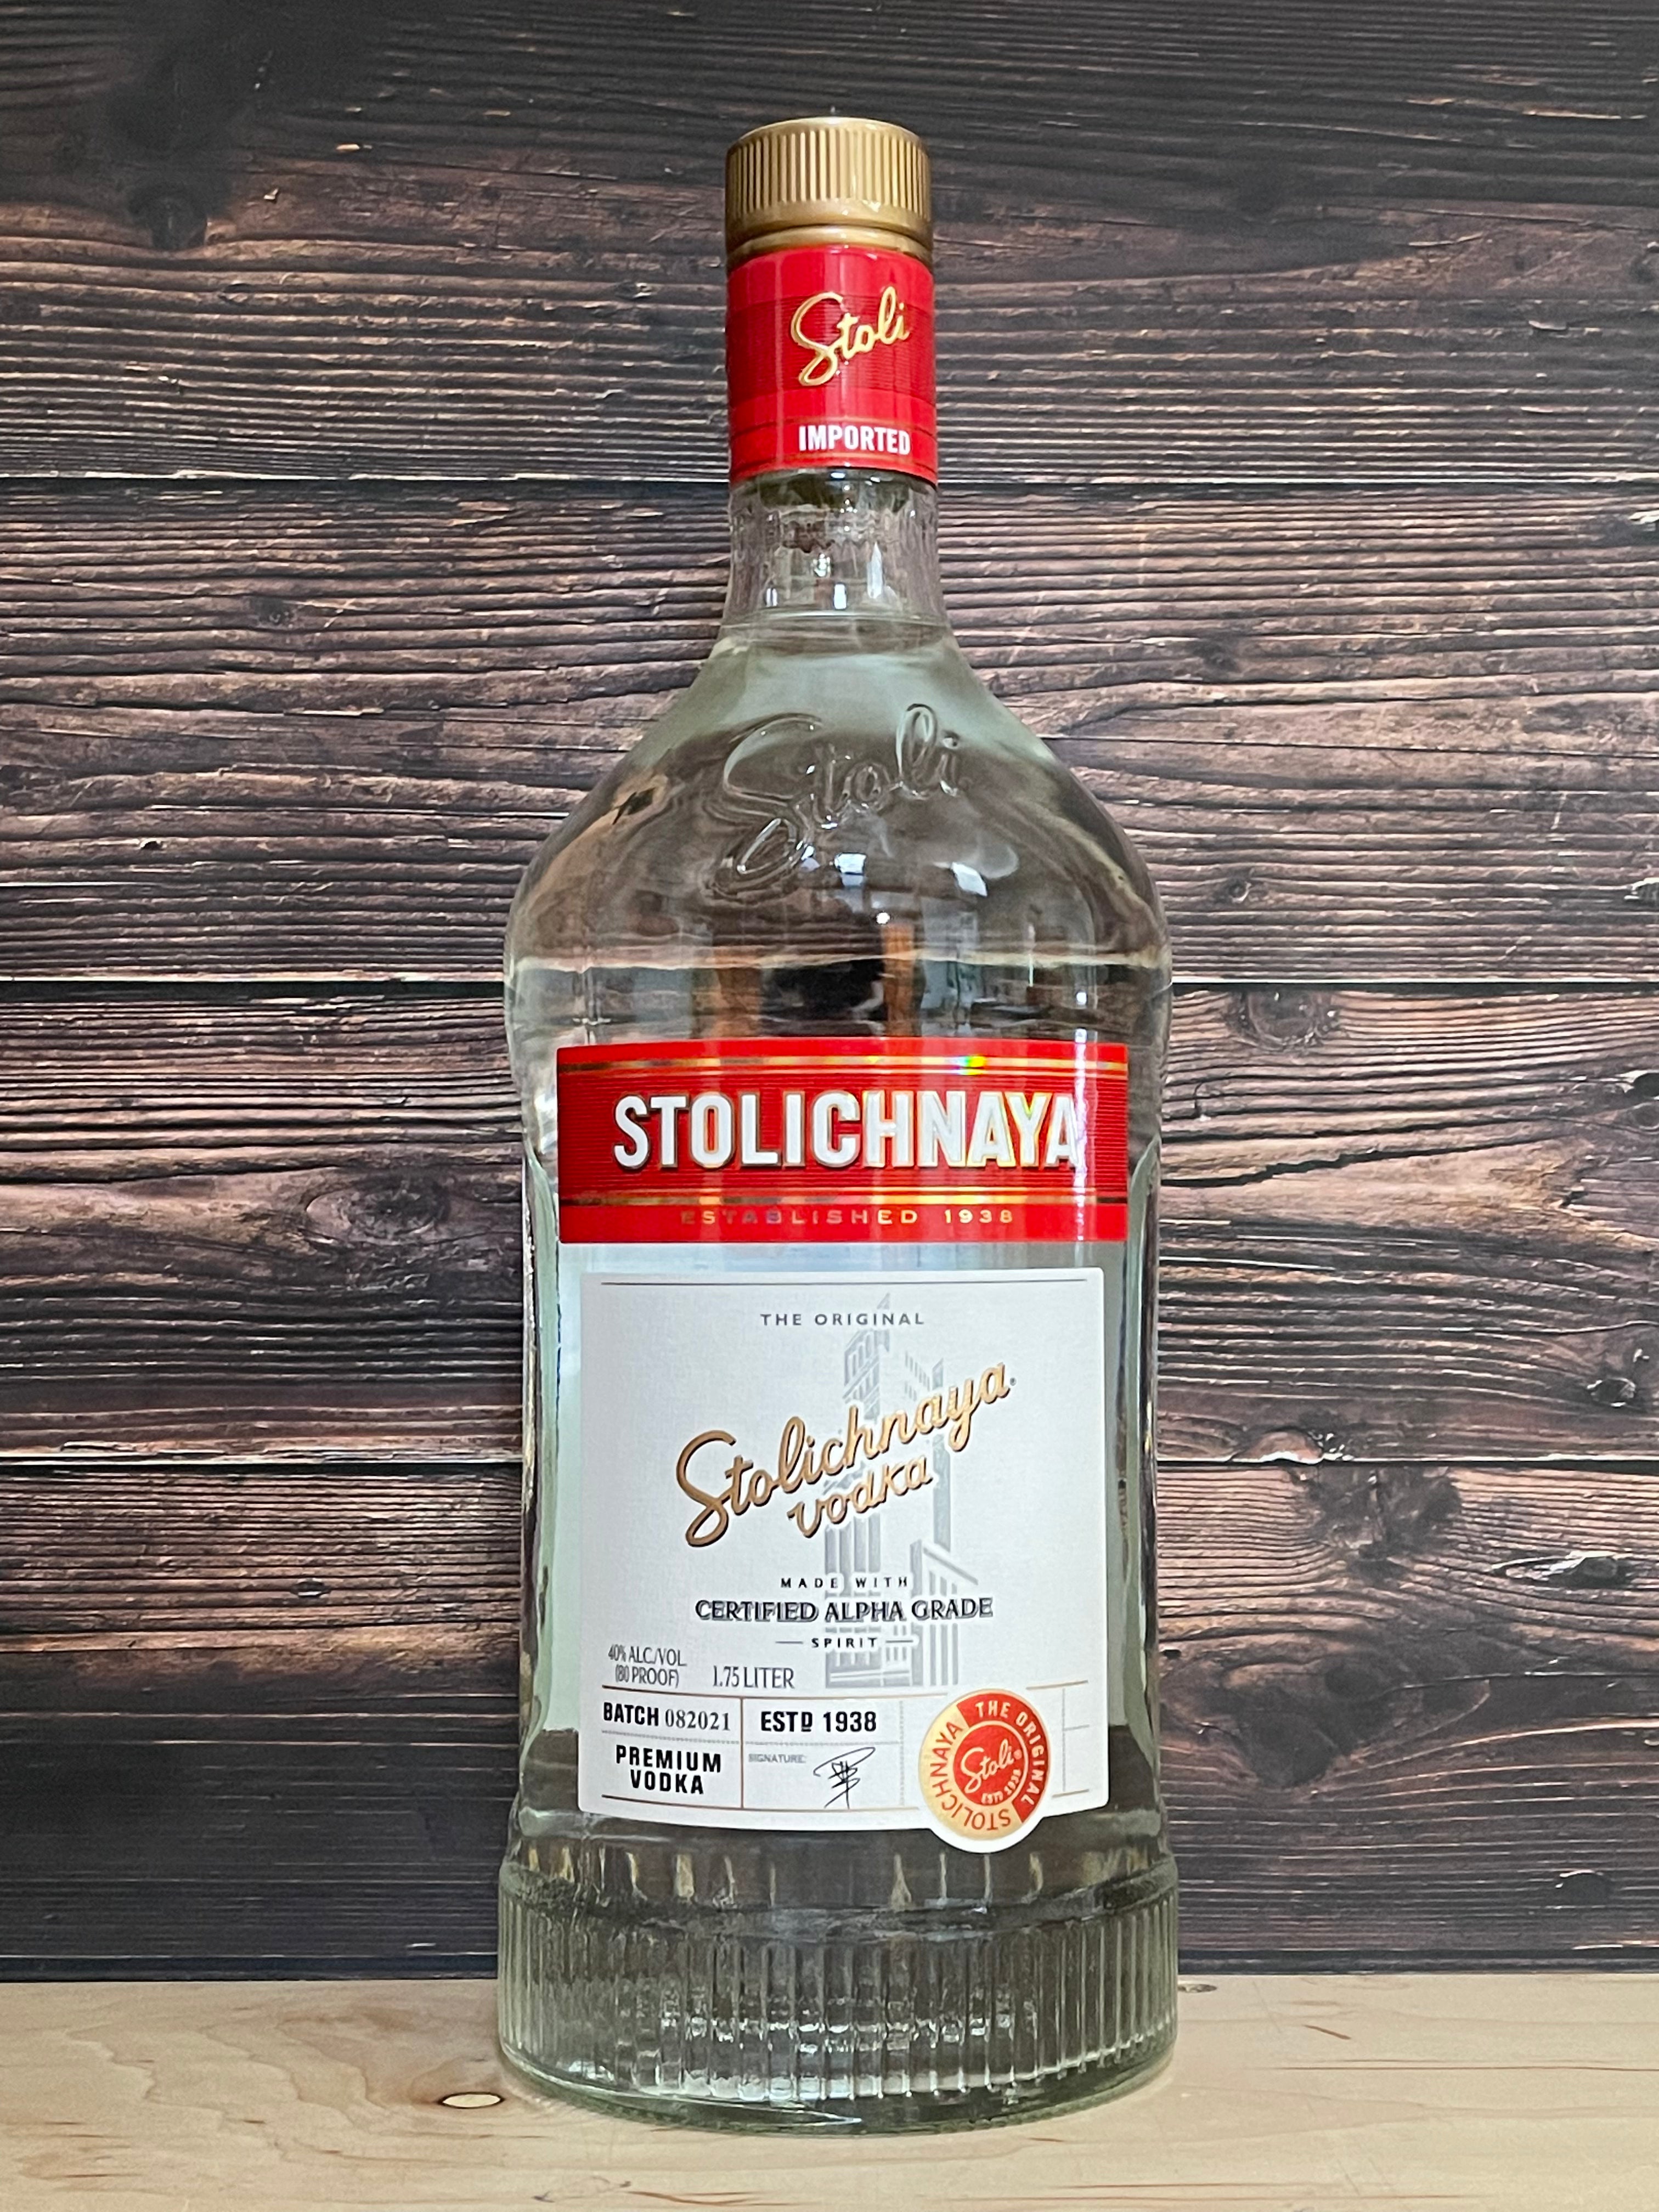 Stoli
IMPORTED
Stoli
STOLICHNAYA
ESTABLISHED 1938
THE ORIGINAL
Stolichnaya
vodka
MADE WITH
CERTIFIED ALPHA GRADE
SPIRIT
40% ALC./VOL.
(80 PROOF)
1.75 LITER
BATCH 082021
ESTD 1938
PREMIUM
VODKA
SIGNATURE:
THE ORIGINAL
STOLICHNAYA
Stoli
ESTD 1938